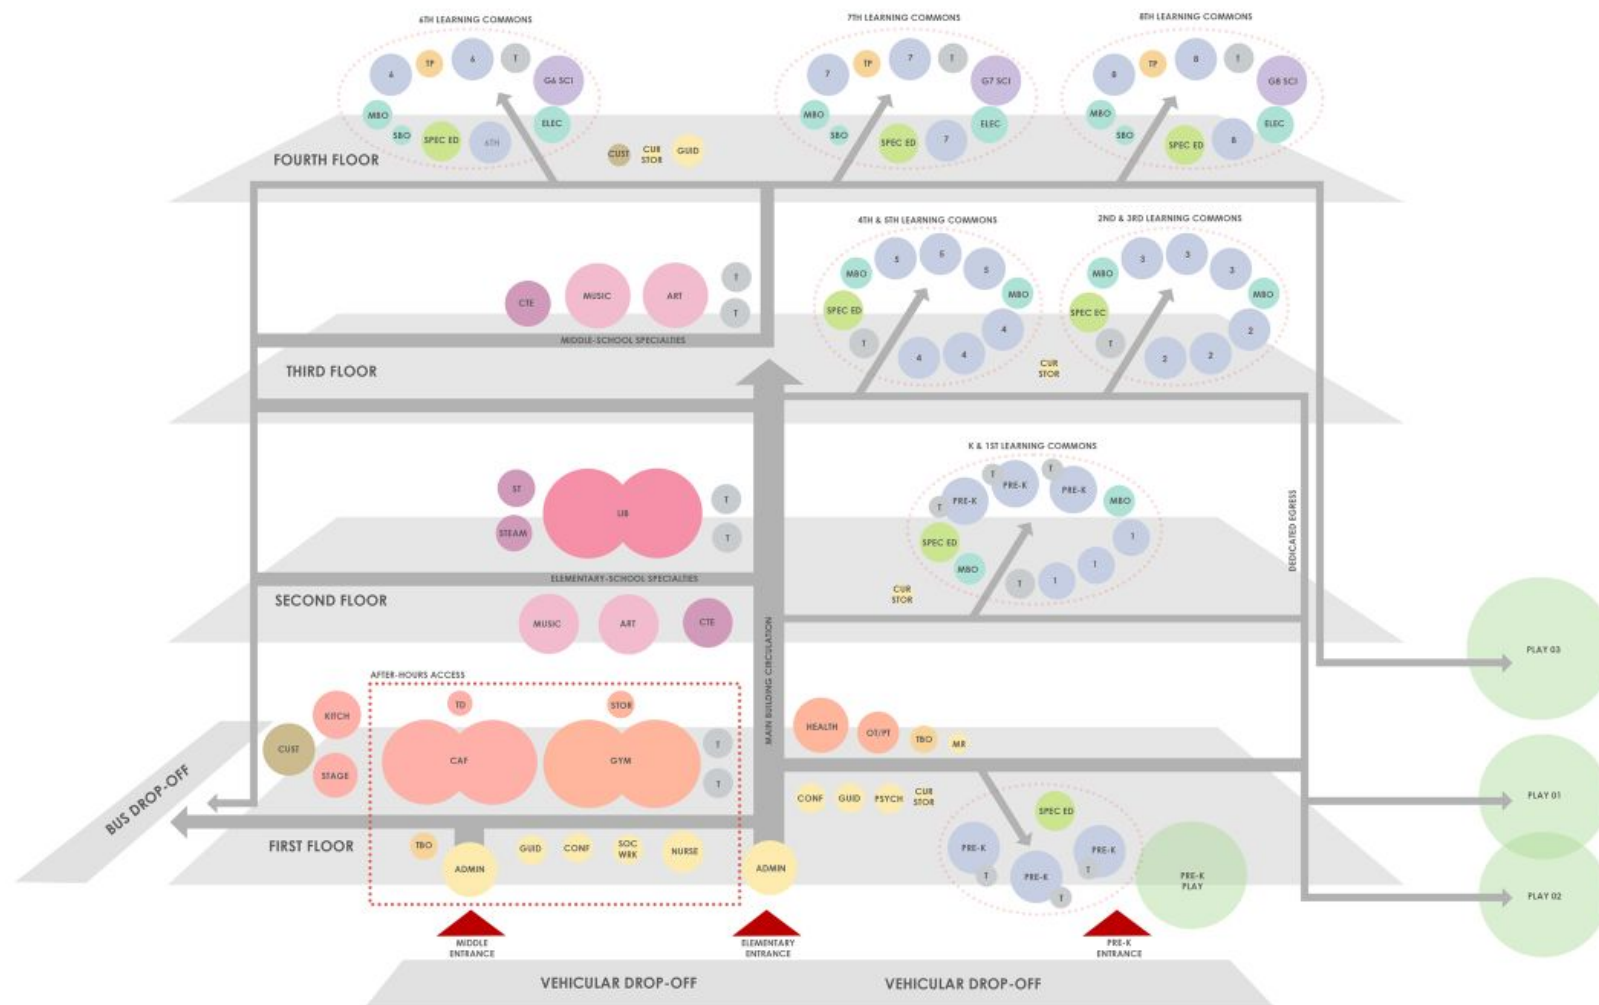 6TH LEARNING COMMONS
7TH LEARNING COMMONS
8TH LEARNING COMMONS
6
TP
6
T
G6 SCI
MBO
SBO
SPEC ED
6TH
ELEC
7
TP
7
T
G7 SCI
MBO
SBO
SPEC ED
7
ELEC
8
TP
8
T
G8 SCI
MBO
SBO
SPEC ED
8
ELEC
FOURTH FLOOR
CUST
CUR
STOR
GUID
4TH & 5TH LEARNING COMMONS
2ND & 3RD LEARNING COMMONS
CTE
MUSIC
ART
T
T
MIDDLE-SCHOOL SPECIALTIES
MBO
5
5
5
MBO
SPEC ED
T
4
4
4
MBO
3
3
3
MBO
SPEC EC
T
2
2
2
CUR
STOR
THIRD FLOOR
K & 1ST LEARNING COMMONS
ST
STEAM
LIB
T
T
ELEMENTARY-SCHOOL SPECIALTIES
T
PRE-K
T
PRE-K
T
PRE-K
MBO
SPEC ED
MBO
T
1
1
1
CUR
STOR
DEDICATED EGRESS
SECOND FLOOR
MUSIC
ART
CTE
MAIN BUILDING CIRCULATION
PLAY 03
AFTER-HOURS ACCESS
KITCH
TD
STOR
CUST
STAGE
CAF
GYM
T
T
HEALTH
OT/PT
TBO
MR
CONF
GUID
PSYCH
CUR
STOR
PLAY 01
BUS DROP-OFF
FIRST FLOOR
TBO
ADMIN
GUID
CONF
SOC
WRK
NURSE
ADMIN
SPEC ED
PRE-K
T
PRE-K
T
PRE-K
T
PRE-K
PLAY
PLAY 02
MIDDLE
ENTRANCE
ELEMENTARY
ENTRANCE
PRE-K
ENTRANCE
VEHICULAR DROP-OFF
VEHICULAR DROP-OFF